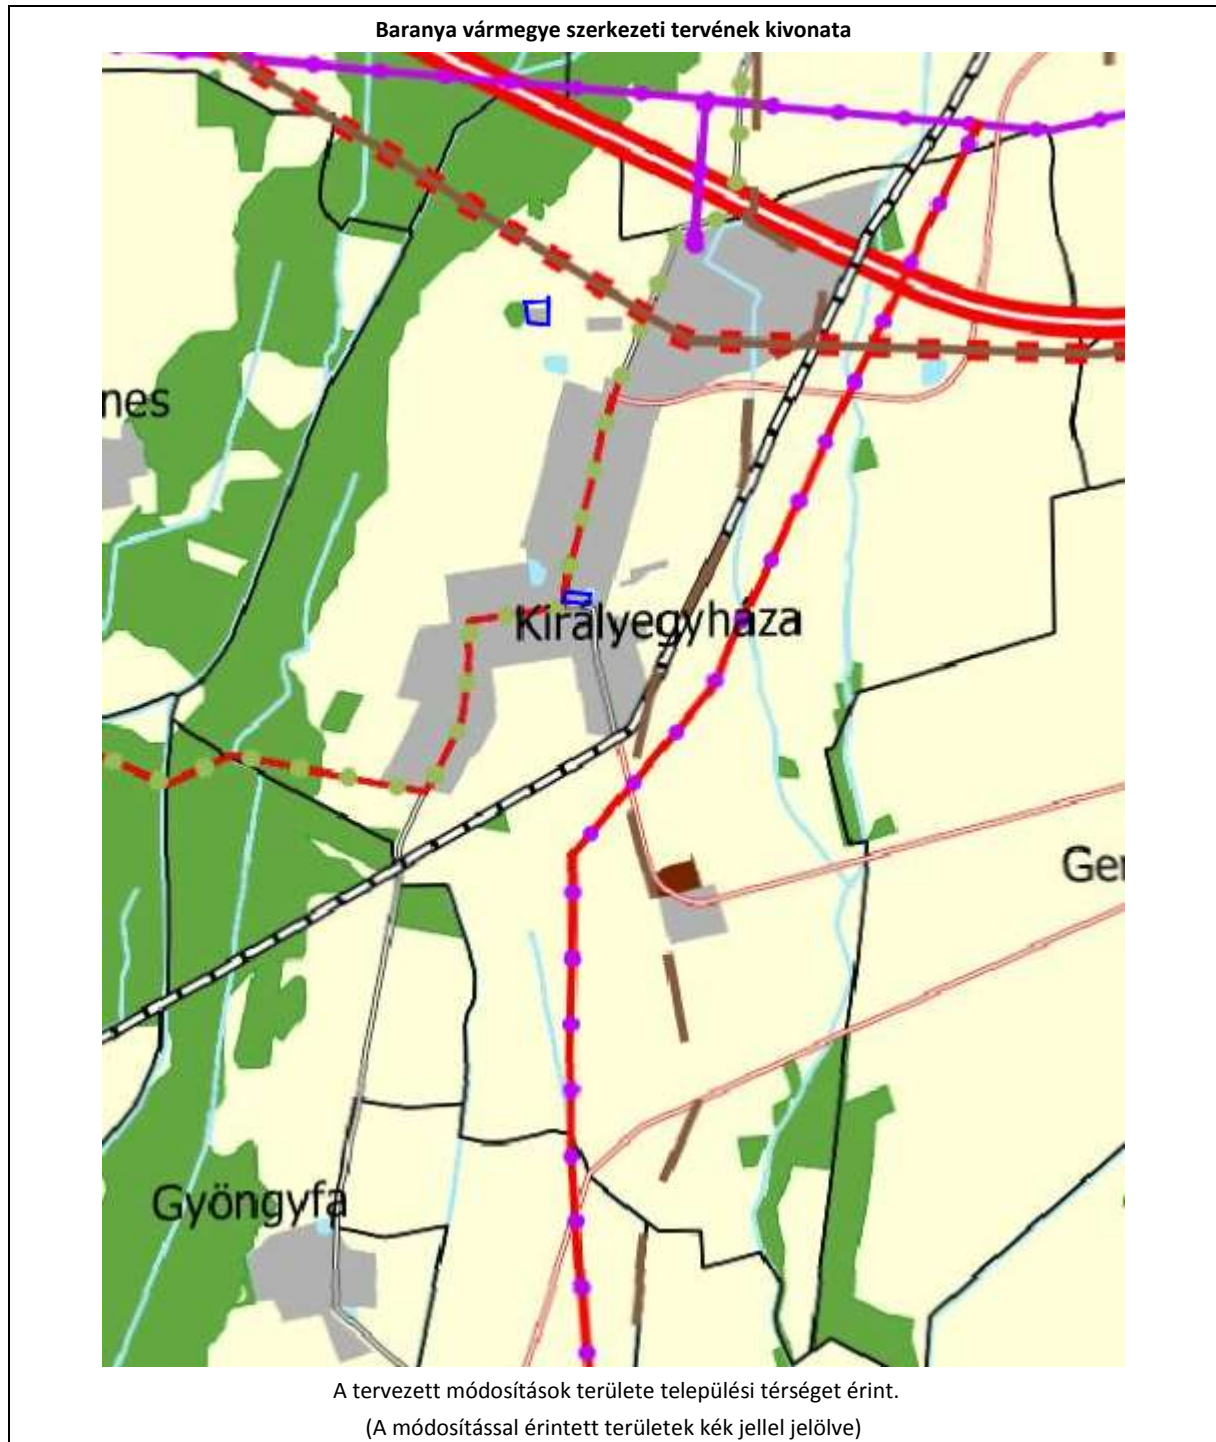 Baranya vármegye szerkezeti tervének kivonata
nes
Királyegyháza
Ger
Gyöngyfa
A tervezett módosítások területe települési térséget érint.
(A módosítással érintett területek kék jellel jelölve)